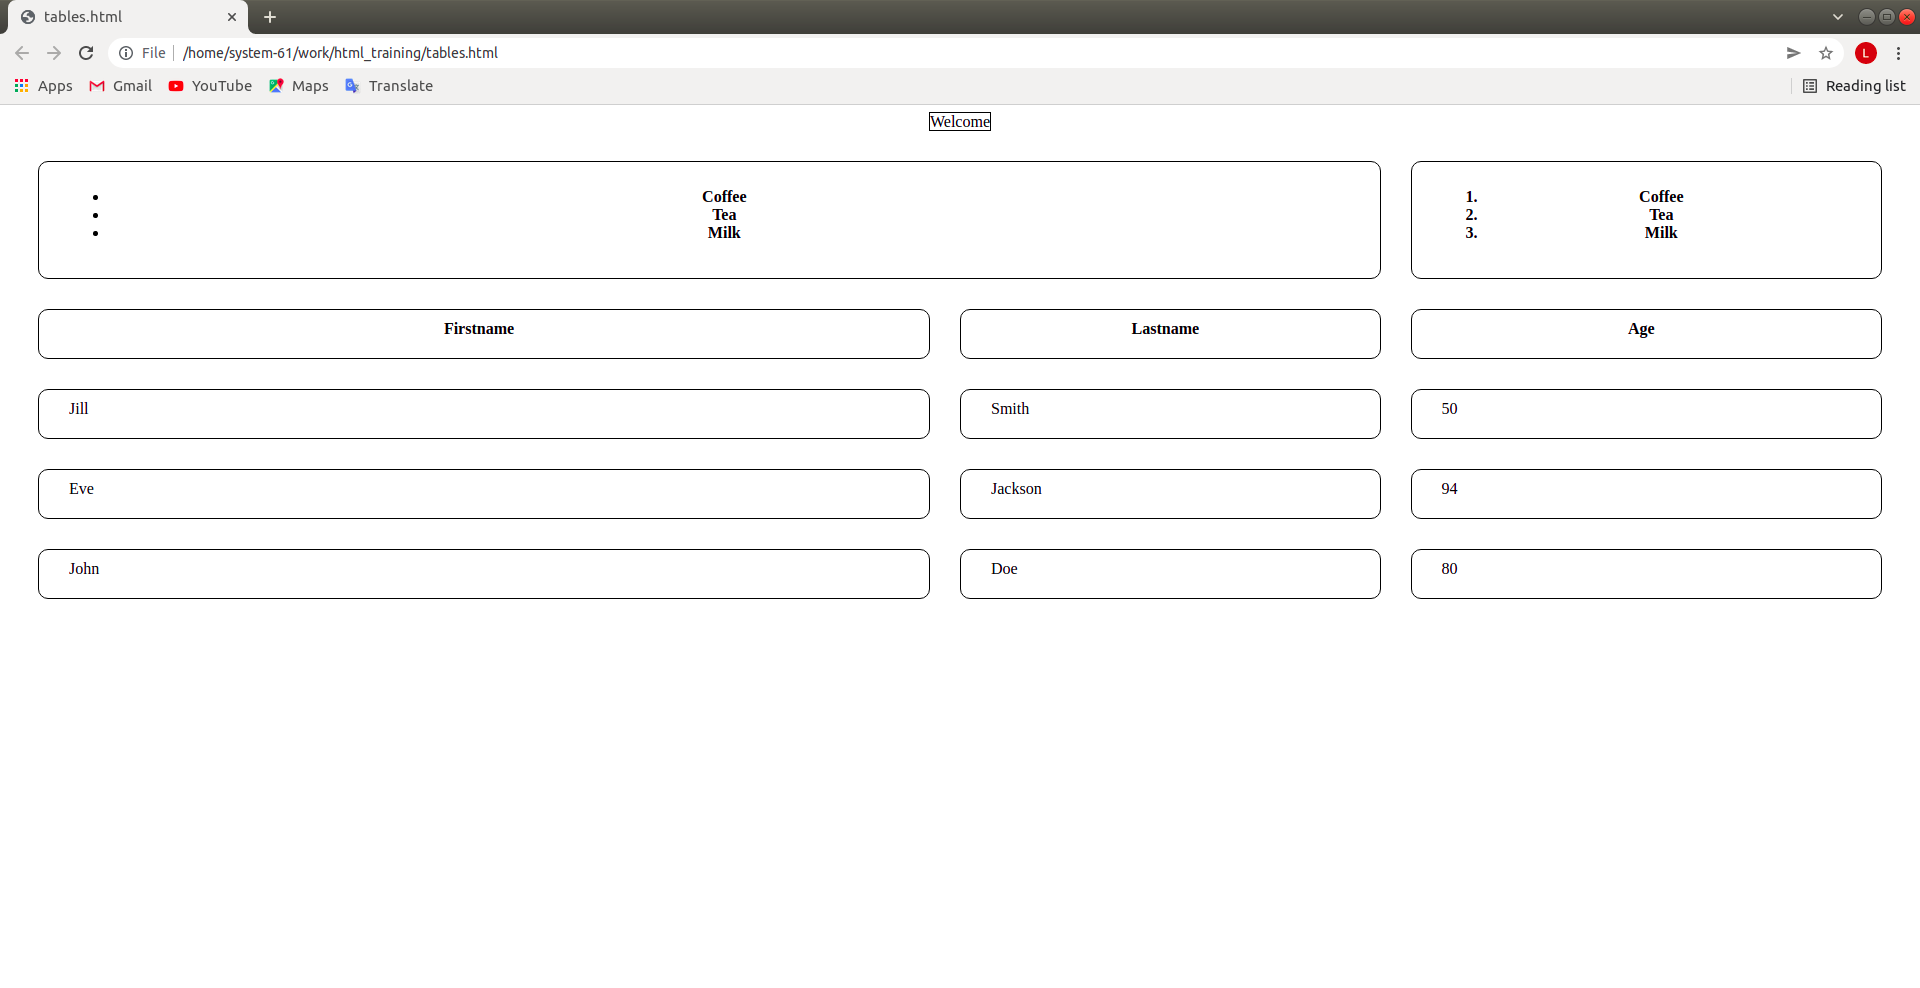 tables.html
File /home/system-61/work/html_training/tables.html L
Apps Gmail YouTube Maps Translate Reading list
Welcome
• Coffee
• Tea
• Milk
1. Coffee
2. Tea
3. Milk
Firstname Lastname Age
Jill Smith 50
Eve Jackson 94
John Doe 80